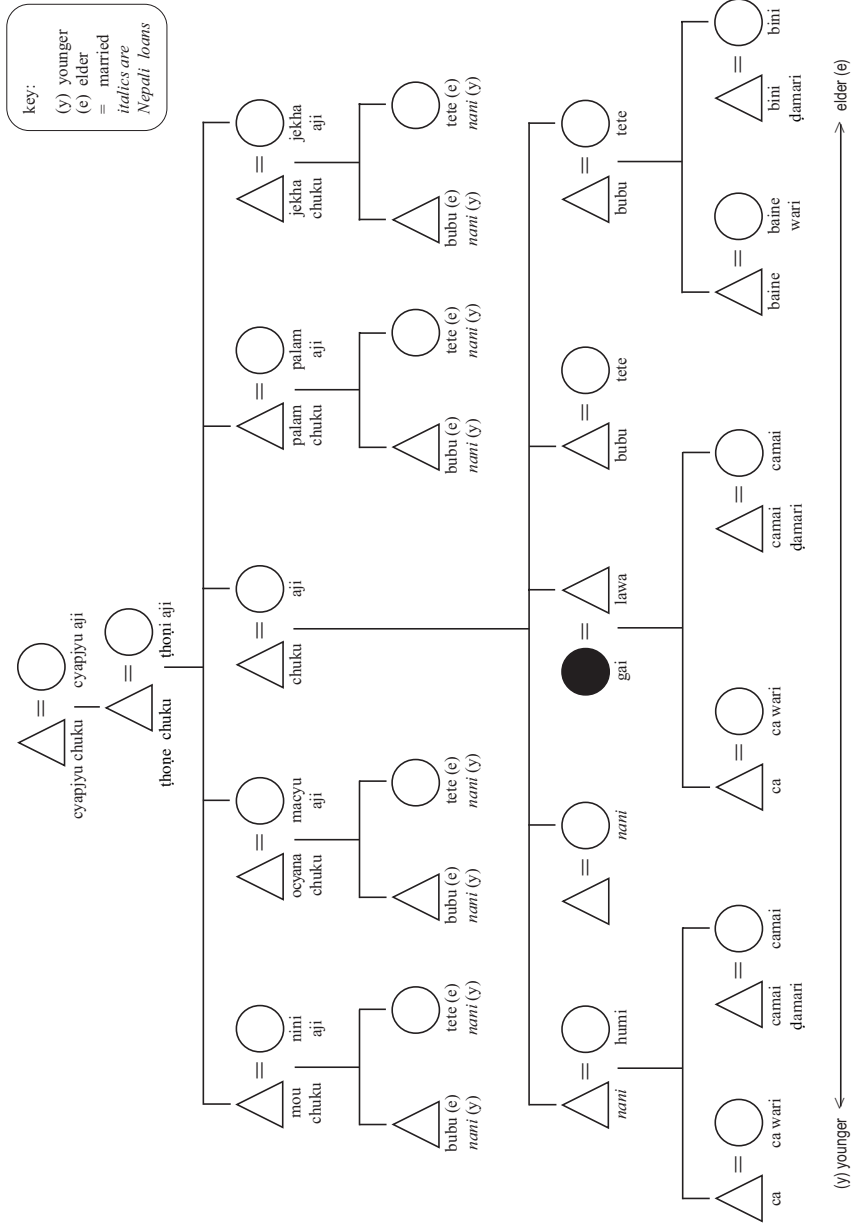 key:
(y) younger
(e) elder
= married
italics are
Nepali loans
cyapjyu chuku
=
cyapjyu aji
ṭhoṇe chuku
=
ṭhoṇi aji
mou
chuku
=
nini
aji
ocyana
chuku
=
macyu
aji
chuku
=
aji
palam
chuku
=
palam
aji
jekha
chuku
=
jekha
aji
bubu (e)
nani (y)
tete (e)
nani (y)
bubu (e)
nani (y)
tete (e)
nani (y)
bubu (e)
nani (y)
tete (e)
nani (y)
bubu (e)
nani (y)
tete (e)
nani (y)
nani
=
humi
=
nani
gai
=
lawa
bubu
=
tete
bubu
=
tete
ca
=
ca wari
camai
ḍamari
=
camai
ca
=
ca wari
camai
ḍamari
=
camai
baine
=
baine
wari
bini
ḍamari
=
bini
(y) younger
elder (e)